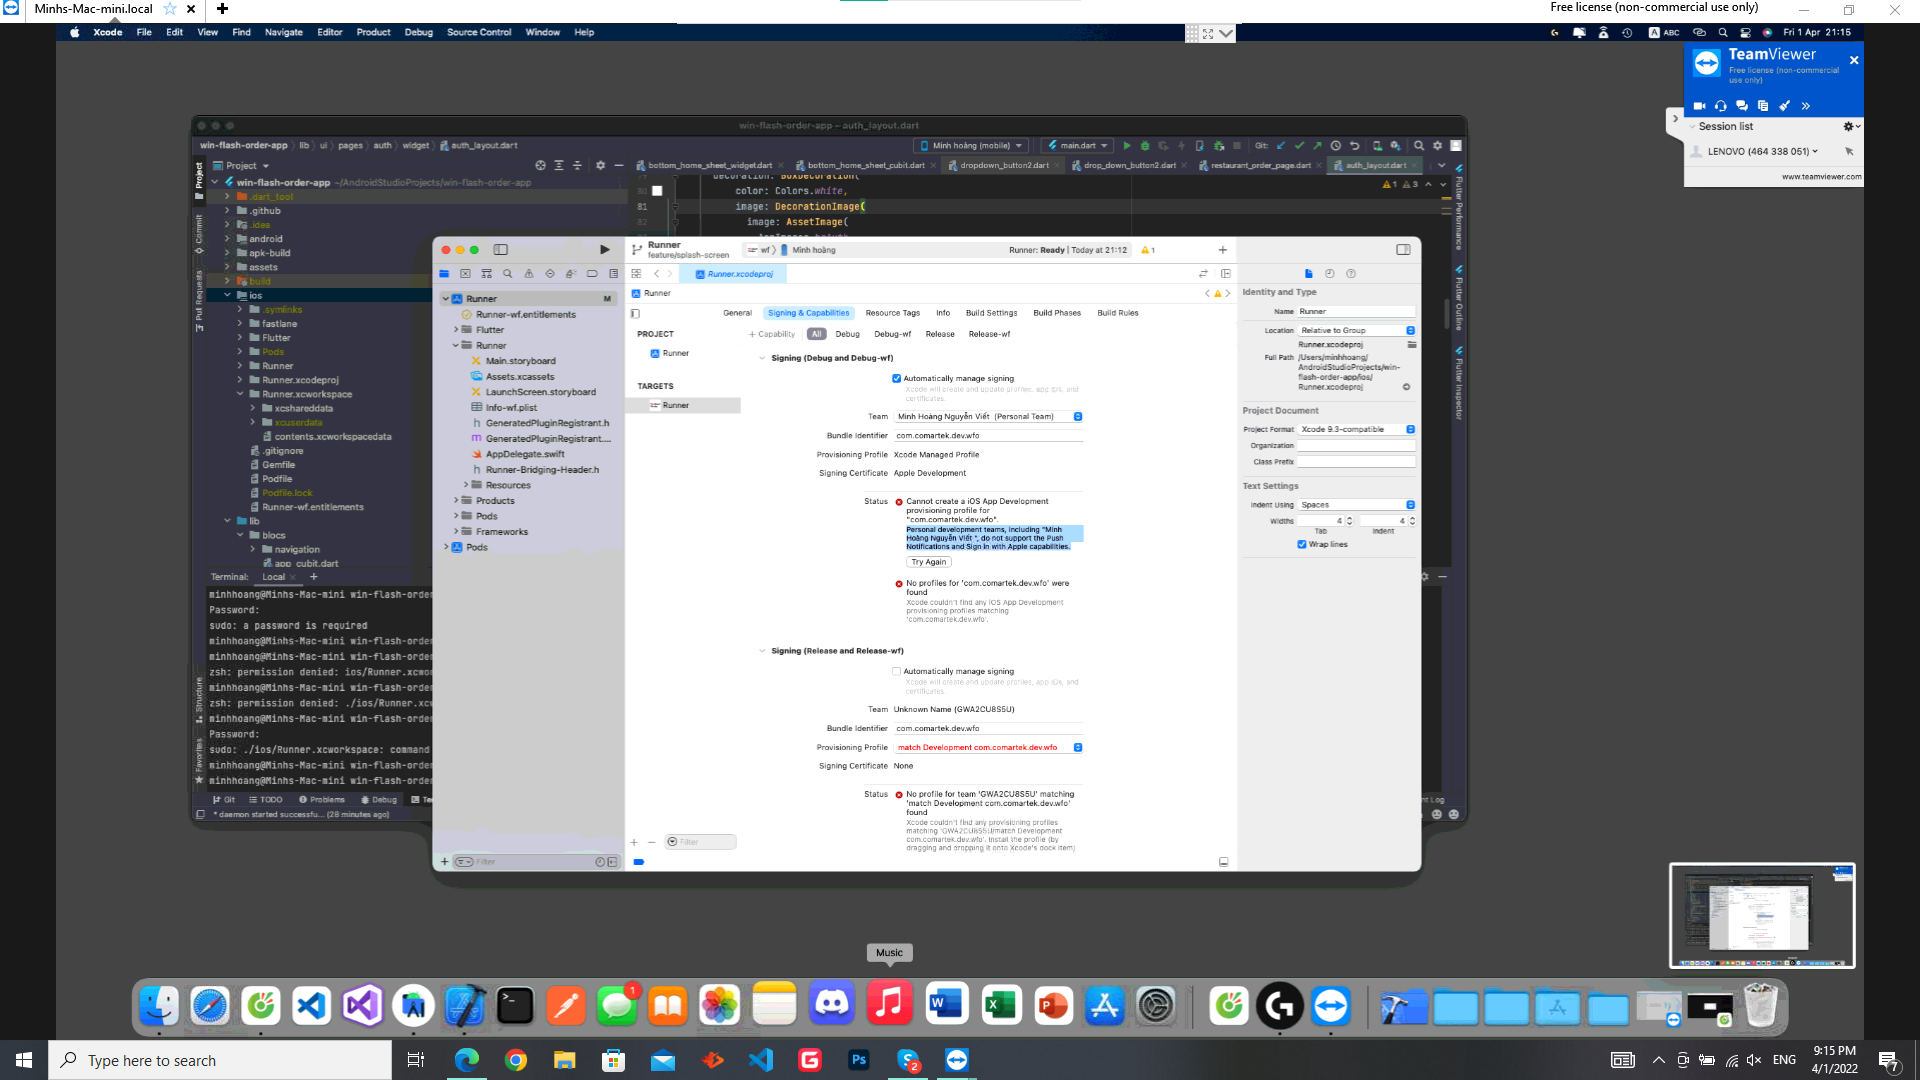 Minhs-Mac-mini.local
Free license (non-commercial use only)
Xcode File Edit View Find Navigate Editor Product Debug Source Control Window Help
ABC
Fri 1 Apr 21:15
TeamViewer
Free license (non-commercial
use only)
Session list
LENOVO (464 338 051)
www.teamviewer.com
win-flash-order-app – auth_layout.dart
win-flash-order-app lib ui pages auth widget auth_layout.dart
Minh hoàng (mobile)
main.dart
Git:
Project
bottom_home_sheet_widget.dart
bottom_home_sheet_cubit.dart
dropdown_button2.dart
drop_down_button2.dart
restaurant_order_page.dart
auth_layout.dart
win-flash-order-app ~/AndroidStudioProjects/win-flash-order-app
.dart_tool
.github
.idea
android
apk-build
assets
build
ios
.symlinks
fastlane
Flutter
Pods
Runner
Runner.xcodeproj
Runner.xcworkspace
xcshareddata
xcuserdata
contents.xcworkspacedata
.gitignore
Gemfile
Podfile
Podfile.lock
Runner-wf.entitlements
lib
blocs
navigation
app_cubit.dart
Project
Commit
Pull Requests
Structure
Favorites
Flutter Performance
Flutter Outline
Flutter Inspector
80 color: Colors.white,
81 image: DecorationImage(
82 image: AssetImage(
1 3
Terminal: Local
minhhoang@Minhs-Mac-mini win-flash-order
Password:
sudo: a password is required
minhhoang@Minhs-Mac-mini win-flash-order
minhhoang@Minhs-Mac-mini win-flash-order
zsh: permission denied: ios/Runner.xcwor
minhhoang@Minhs-Mac-mini win-flash-order
zsh: permission denied: ./ios/Runner.xc
minhhoang@Minhs-Mac-mini win-flash-order
Password:
sudo: ./ios/Runner.xcworkspace: command
minhhoang@Minhs-Mac-mini win-flash-order
minhhoang@Minhs-Mac-mini win-flash-order
Git TODO Problems Debug
* daemon started successfu... (28 minutes ago)
Runner
feature/splash-screen
wf Minh hoàng
Runner: Ready | Today at 21:12
1
Runner.xcodeproj
Runner
Runner M
Runner-wf.entitlements
Flutter
Runner
Main.storyboard
Assets.xcassets
LaunchScreen.storyboard
Info-wf.plist
GeneratedPluginRegistrant.h
GeneratedPluginRegistrant....
AppDelegate.swift
Runner-Bridging-Header.h
Resources
Products
Pods
Frameworks
Pods
Filter
General Signing & Capabilities Resource Tags Info Build Settings Build Phases Build Rules
PROJECT
Runner
TARGETS
Runner
Filter
+ Capability All Debug Debug-wf Release Release-wf
Signing (Debug and Debug-wf)
Automatically manage signing
Xcode will create and update profiles, app IDs, and
certificates.
Team Minh Hoàng Nguyễn Viết (Personal Team)
Bundle Identifier com.comartek.dev.wfo
Provisioning Profile Xcode Managed Profile
Signing Certificate Apple Development
Status Cannot create a iOS App Development
provisioning profile for
"com.comartek.dev.wfo".
Personal development teams, including "Minh
Hoàng Nguyễn Viết ", do not support the Push
Notifications and Sign in with Apple capabilities.
Try Again
No profiles for 'com.comartek.dev.wfo' were
found
Xcode couldn't find any iOS App Development
provisioning profiles matching
'com.comartek.dev.wfo'.
Signing (Release and Release-wf)
Automatically manage signing
Xcode will create and update profiles, app IDs, and
certificates.
Team Unknown Name (GWA2CU8S5U)
Bundle Identifier com.comartek.dev.wfo
Provisioning Profile match Development com.comartek.dev.wfo
Signing Certificate None
Status No profile for team 'GWA2CU8S5U' matching
'match Development com.comartek.dev.wfo'
found
Xcode couldn't find any provisioning profiles
matching 'GWA2CU8S5U/match Development
com.comartek.dev.wfo'. Install the profile (by
dragging and dropping it onto Xcode's dock item)
Identity and Type
Name Runner
Location Relative to Group
Runner.xcodeproj
Full Path /Users/minhhoang/
AndroidStudioProjects/win-
flash-order-app/ios/
Runner.xcodeproj
Project Document
Project Format Xcode 9.3-compatible
Organization
Class Prefix
Text Settings
Indent Using Spaces
Widths 4 4
Tab Indent
Wrap lines
Music
1
Type here to search
Ps
2
ENG
9:15 PM
4/1/2022
7